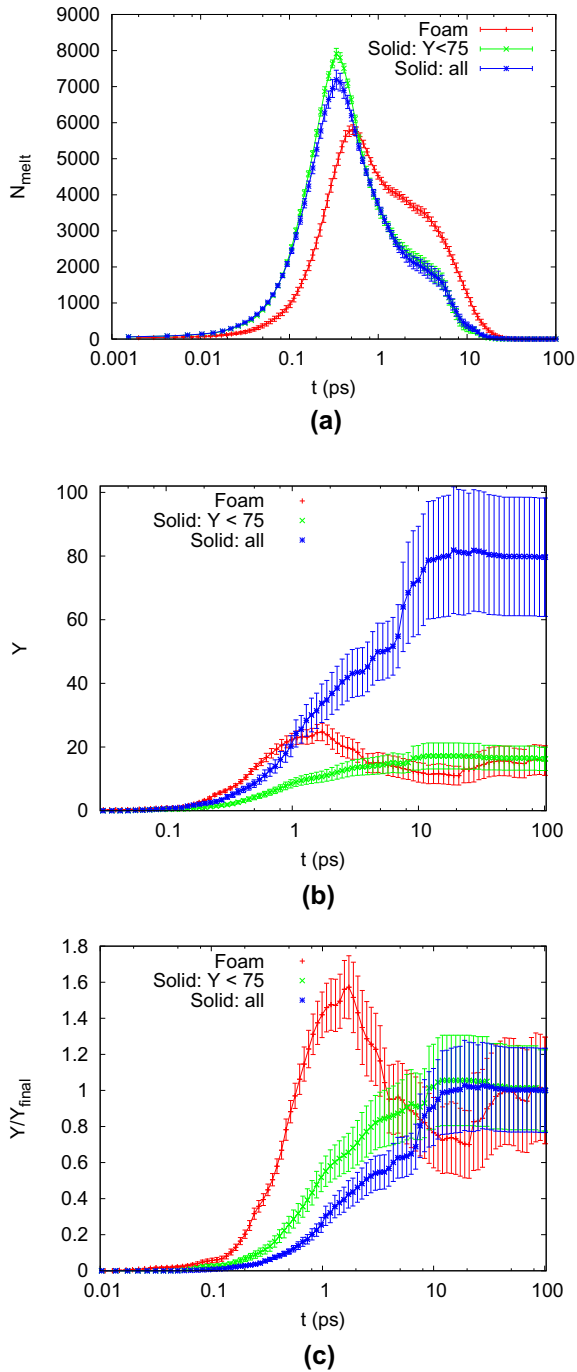 9000
8000
7000
6000
5000
4000
3000
2000
1000
0
N_melt
Foam
Solid: Y<75
Solid: all
0.001 0.01 0.1 1 10 100
t (ps)
(a)
100
80
60
40
20
0
Y
Foam
Solid: Y < 75
Solid: all
0.1 1 10 100
t (ps)
(b)
1.8
1.6
1.4
1.2
1
0.8
0.6
0.4
0.2
0
Y/Y_final
Foam
Solid: Y < 75
Solid: all
0.01 0.1 1 10 100
t (ps)
(c)